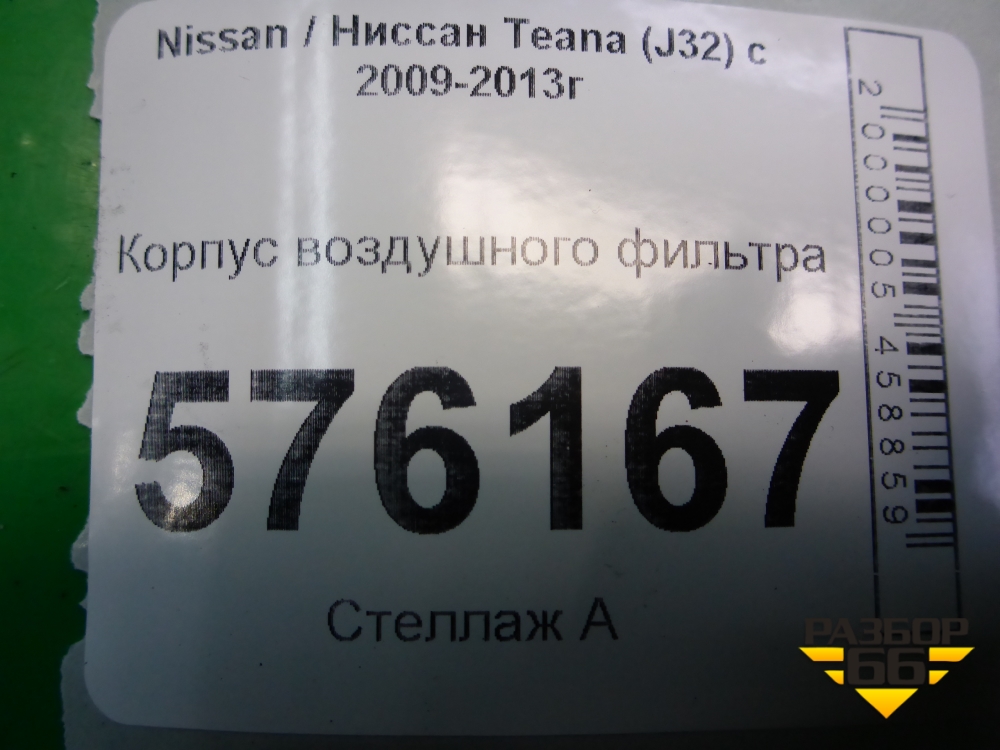 Nissan / Ниссан Teana (J32) с
2009-2013г
Корпус воздушного фильтра
576167
Стеллаж А
2000005458859
РАЗБОР
66